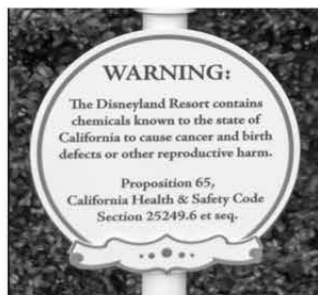 WARNING:
The Disneyland Resort contains
chemicals known to the state of
California to cause cancer and birth
defects or other reproductive harm.
Proposition 65,
California Health & Safety Code
Section 25249.6 et seq.